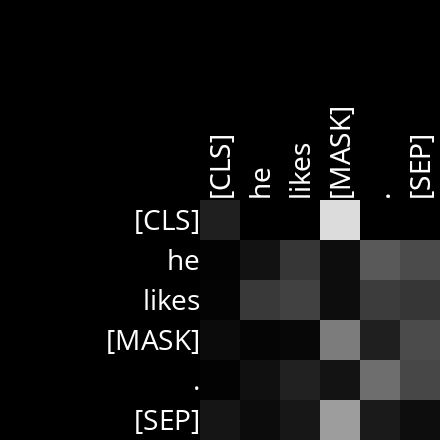 [CLS]
he
likes
[MASK]
.
[SEP]
[CLS]
he
likes
[MASK]
.
[SEP]